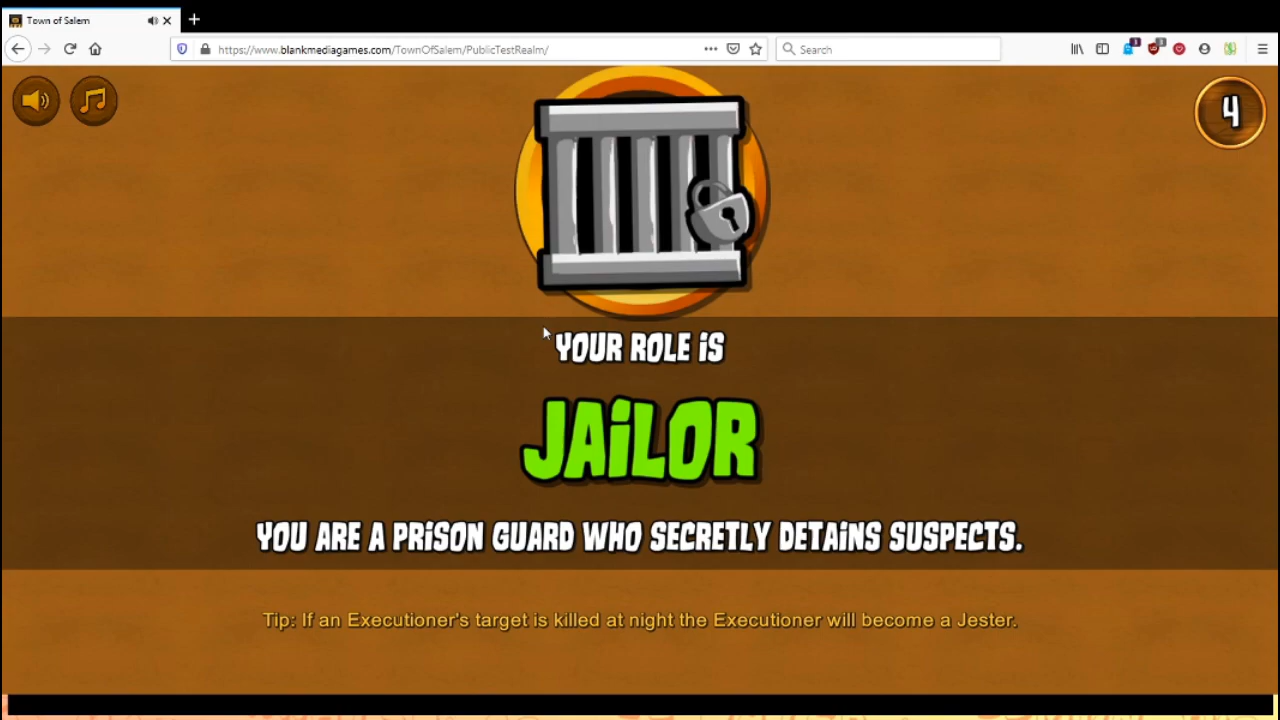 Town of Salem
https://www.blankmediagames.com/TownOfSalem/PublicTestRealm/
Search
4
YOUR ROLE iS
JAiLOR
YOU ARE A PRiSON GUARD WHO SECRETLY DETAiNS SUSPECTS.
Tip: If an Executioner's target is killed at night the Executioner will become a Jester.